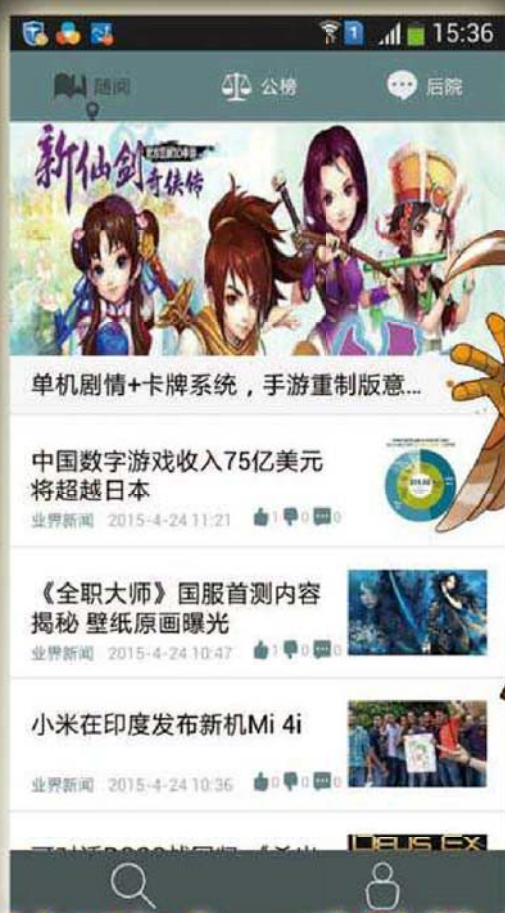 15:36
随阅 公榜 后院
新仙剑
奇侠传
单机剧情+卡牌系统，手游重制版意...
中国数字游戏收入75亿美元
将超越日本
业界新闻 2015-4-24 11:21 1 0 0
《全职大师》国服首测内容
揭秘 壁纸原画曝光
业界新闻 2015-4-24 10:47 1 0 0
小米在印度发布新机Mi 4i
业界新闻 2015-4-24 10:36 0 0 0
DEUS EX